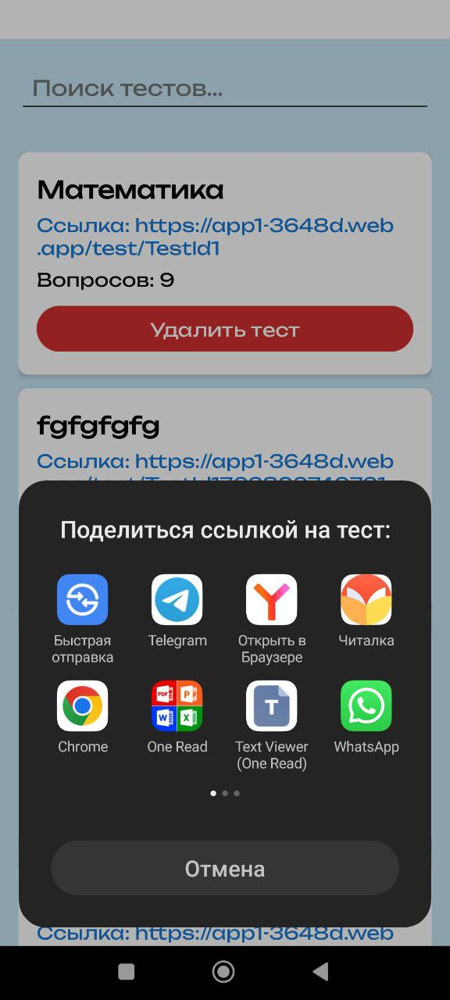 Поиск тестов...
Математика
Ссылка: https://app1-3648d.web
.app/test/TestId1
Вопросов: 9
Удалить тест
fgfgfgfg
Ссылка: https://app1-3648d.web
Поделиться ссылкой на тест:
Быстрая
отправка
Telegram
Открыть в
Браузере
Читалка
Chrome
One Read
Text Viewer
(One Read)
WhatsApp
Отмена
Ссылка: https://app1-3648d.web